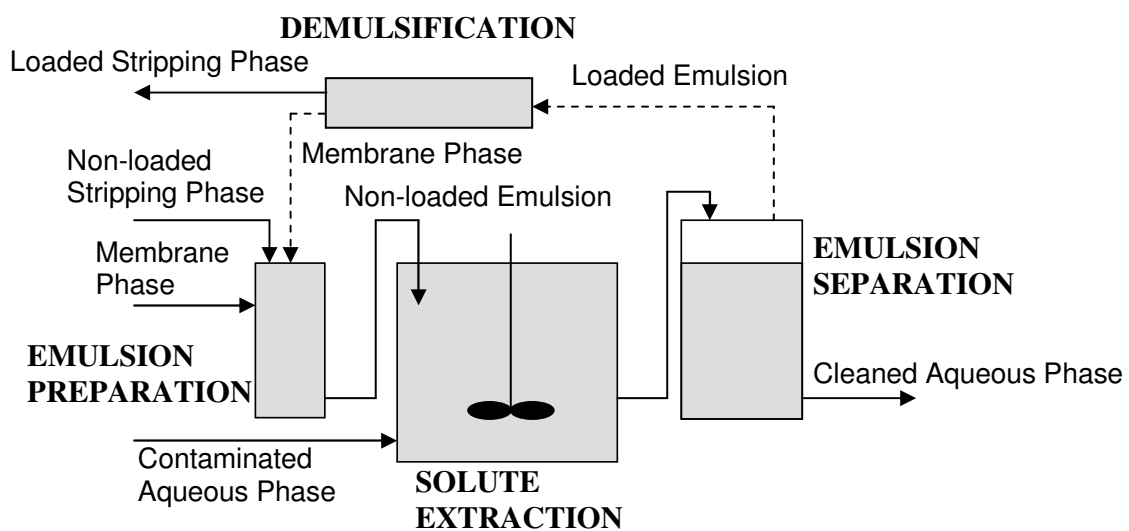 DEMULSIFICATION
Loaded Stripping Phase
Loaded Emulsion
Membrane Phase
Non-loaded
Stripping Phase
Non-loaded Emulsion
Membrane
Phase
EMULSION
SEPARATION
EMULSION
PREPARATION
Cleaned Aqueous Phase
Contaminated
Aqueous Phase
SOLUTE
EXTRACTION